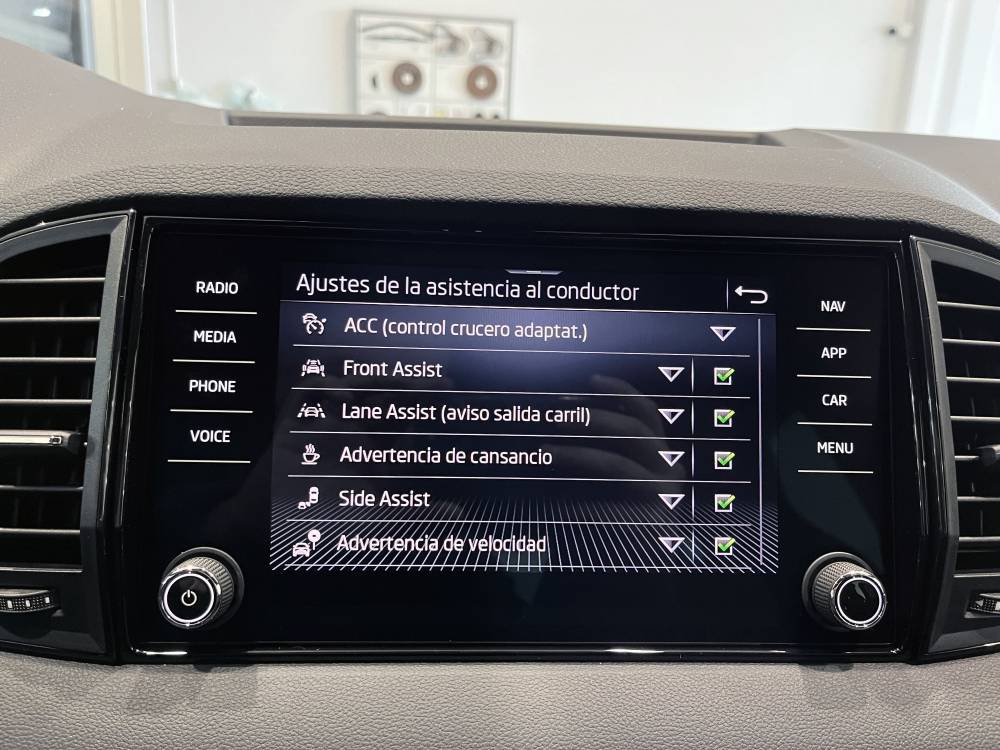 RADIO
MEDIA
PHONE
VOICE
Ajustes de la asistencia al conductor
ACC (control crucero adaptat.)
Front Assist
Lane Assist (aviso salida carril)
Advertencia de cansancio
Side Assist
Advertencia de velocidad
NAV
APP
CAR
MENU